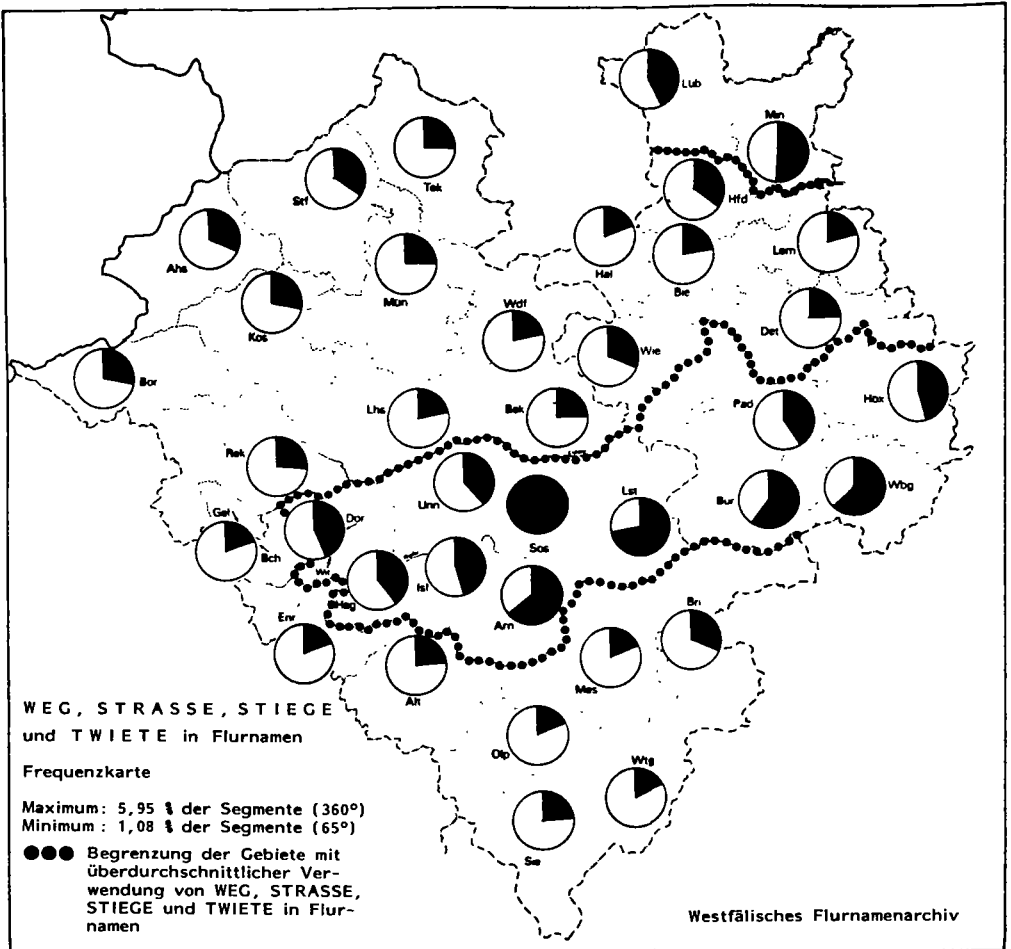 Lub
Min
Tek
Stf
Hfd
Ahs
Hal
Lem
Mün
Bie
Kos
Wdf
Det
Wie
Bor
Höx
Lhs
Bek
Pad
Rek
Unn
Lst
Bur
Wbg
Gel
Dor
Sos
Bch
Isl
Hag
Arn
Enr
Bri
Alt
Mes
WEG, STRASSE, STIEGE
und TWIETE in Flurnamen
Olp
Wtg
Frequenzkarte
Maximum: 5,95 % der Segmente (360°)
Minimum : 1,08 % der Segmente (65°)
Begrenzung der Gebiete mit
überdurchschnittlicher Ver-
wendung von WEG, STRASSE,
STIEGE und TWIETE in Flur-
namen
Sie
Westfälisches Flurnamenarchiv